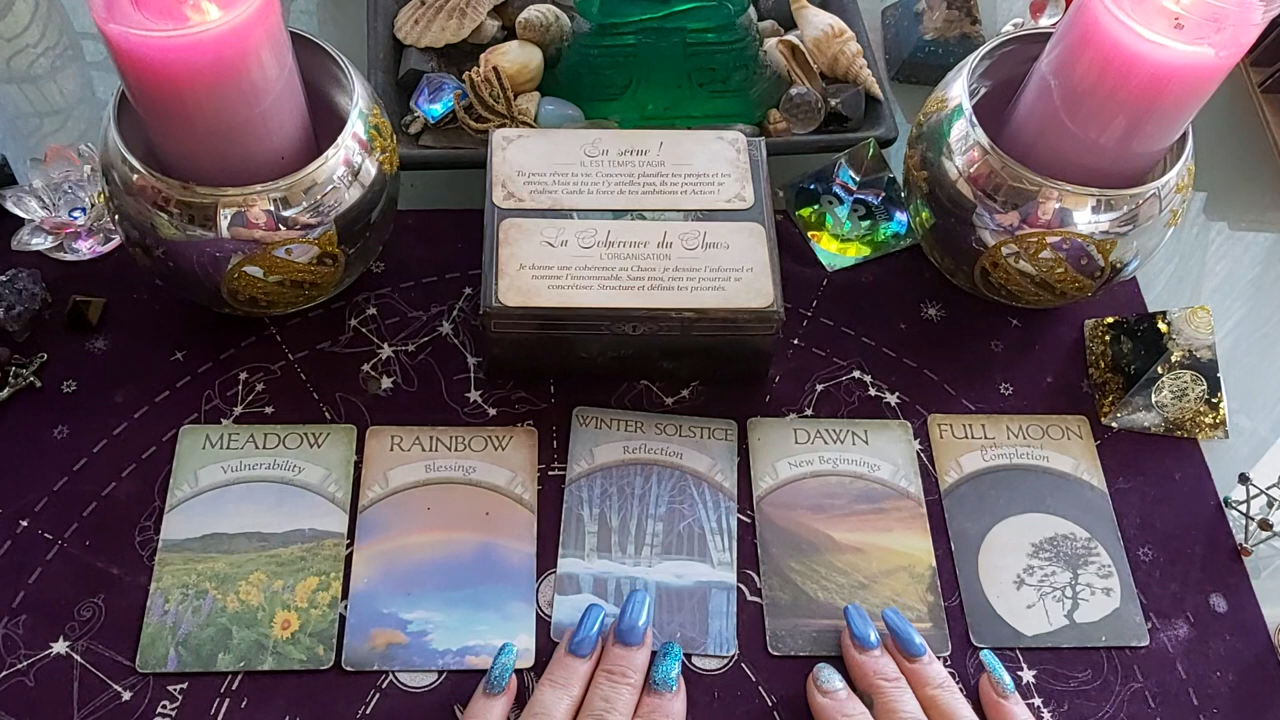 En scène !
IL EST TEMPS D'AGIR
Tu peux rêver ta vie. Concevoir, planifier tes projets et tes
envies. Mais si tu ne t'y attelles pas, ils ne pourront se
réaliser. Garde la force de tes ambitions et Action !
La Cohérence du Chaos
L'ORGANISATION
Je donne une cohérence au Chaos : je dessine l'informel et
nomme l'innommable. Sans moi, rien ne pourrait se
concrétiser. Structure et définis tes priorités.
MEADOW
Vulnerability
RAINBOW
Blessings
WINTER SOLSTICE
Reflection
DAWN
New Beginnings
FULL MOON
Completion
BRA